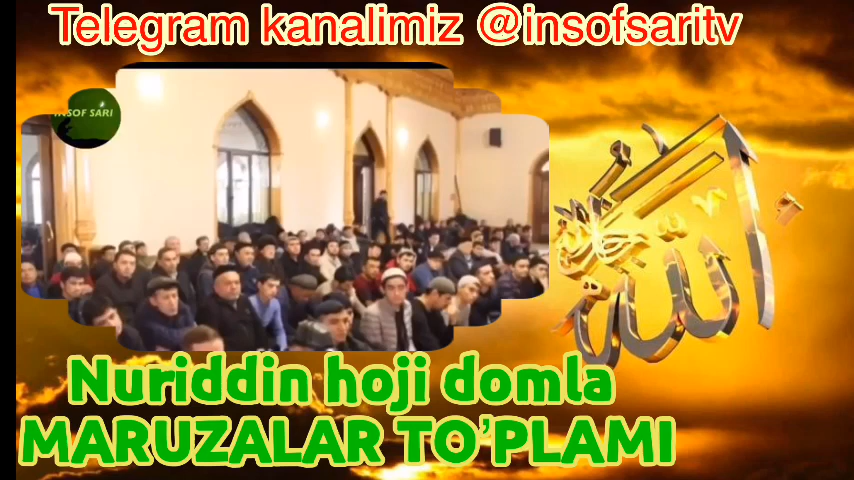 Telegram kanalimiz @insofsaritv
INSOF SARI
الله
Nuriddin hoji domla
MARUZALAR TO’PLAMI